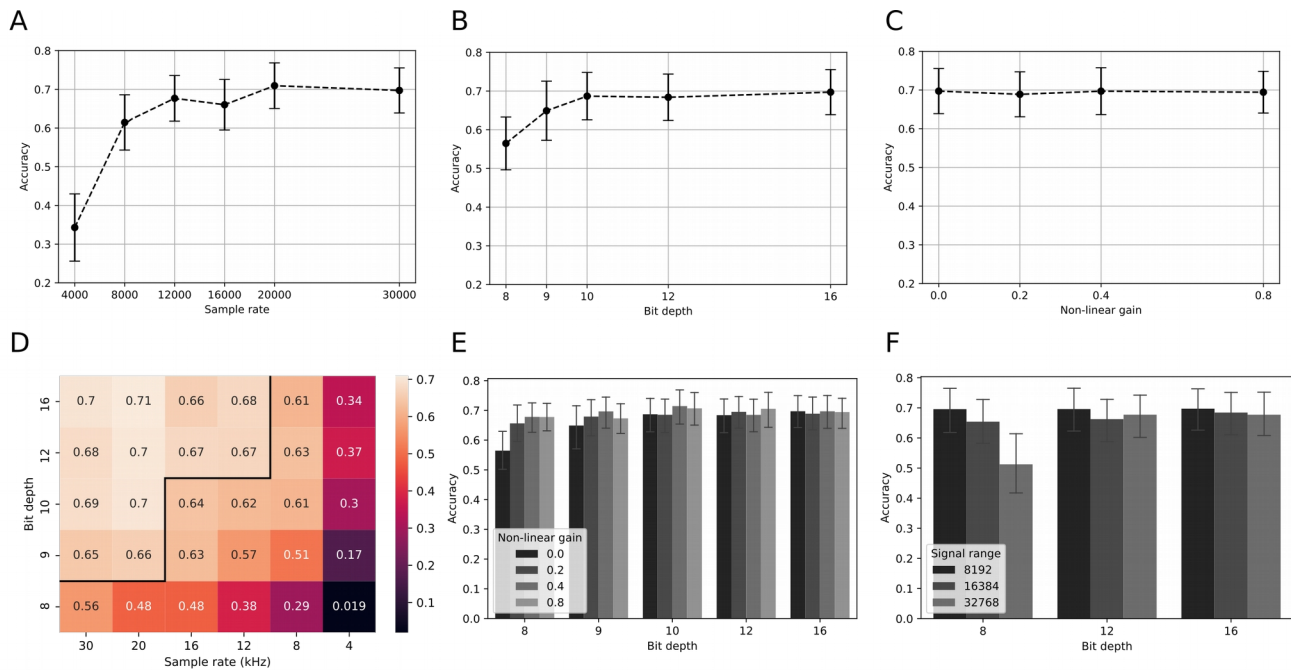 A
0.8
0.7
0.6
0.5
0.4
0.3
0.2
Accuracy
4000 8000 12000 16000 20000 30000
Sample rate
B
0.8
0.7
0.6
0.5
0.4
0.3
0.2
Accuracy
8 9 10 12 16
Bit depth
C
0.8
0.7
0.6
0.5
0.4
0.3
0.2
Accuracy
0.0 0.2 0.4 0.8
Non-linear gain
D
Bit depth
16 0.7 0.71 0.66 0.68 0.61 0.34
12 0.68 0.7 0.67 0.67 0.63 0.37
10 0.69 0.7 0.64 0.62 0.61 0.3
9 0.65 0.66 0.63 0.57 0.51 0.17
8 0.56 0.48 0.48 0.38 0.29 0.019
30 20 16 12 8 4
Sample rate (kHz)
0.7
0.6
0.5
0.4
0.3
0.2
0.1
E
0.8
0.7
0.6
0.5
0.4
0.3
0.2
0.1
0.0
Accuracy
Non-linear gain
0.0
0.2
0.4
0.8
8 9 10 12 16
Bit depth
F
0.8
0.7
0.6
0.5
0.4
0.3
0.2
0.1
0.0
Accuracy
Signal range
8192
16384
32768
8 12 16
Bit depth